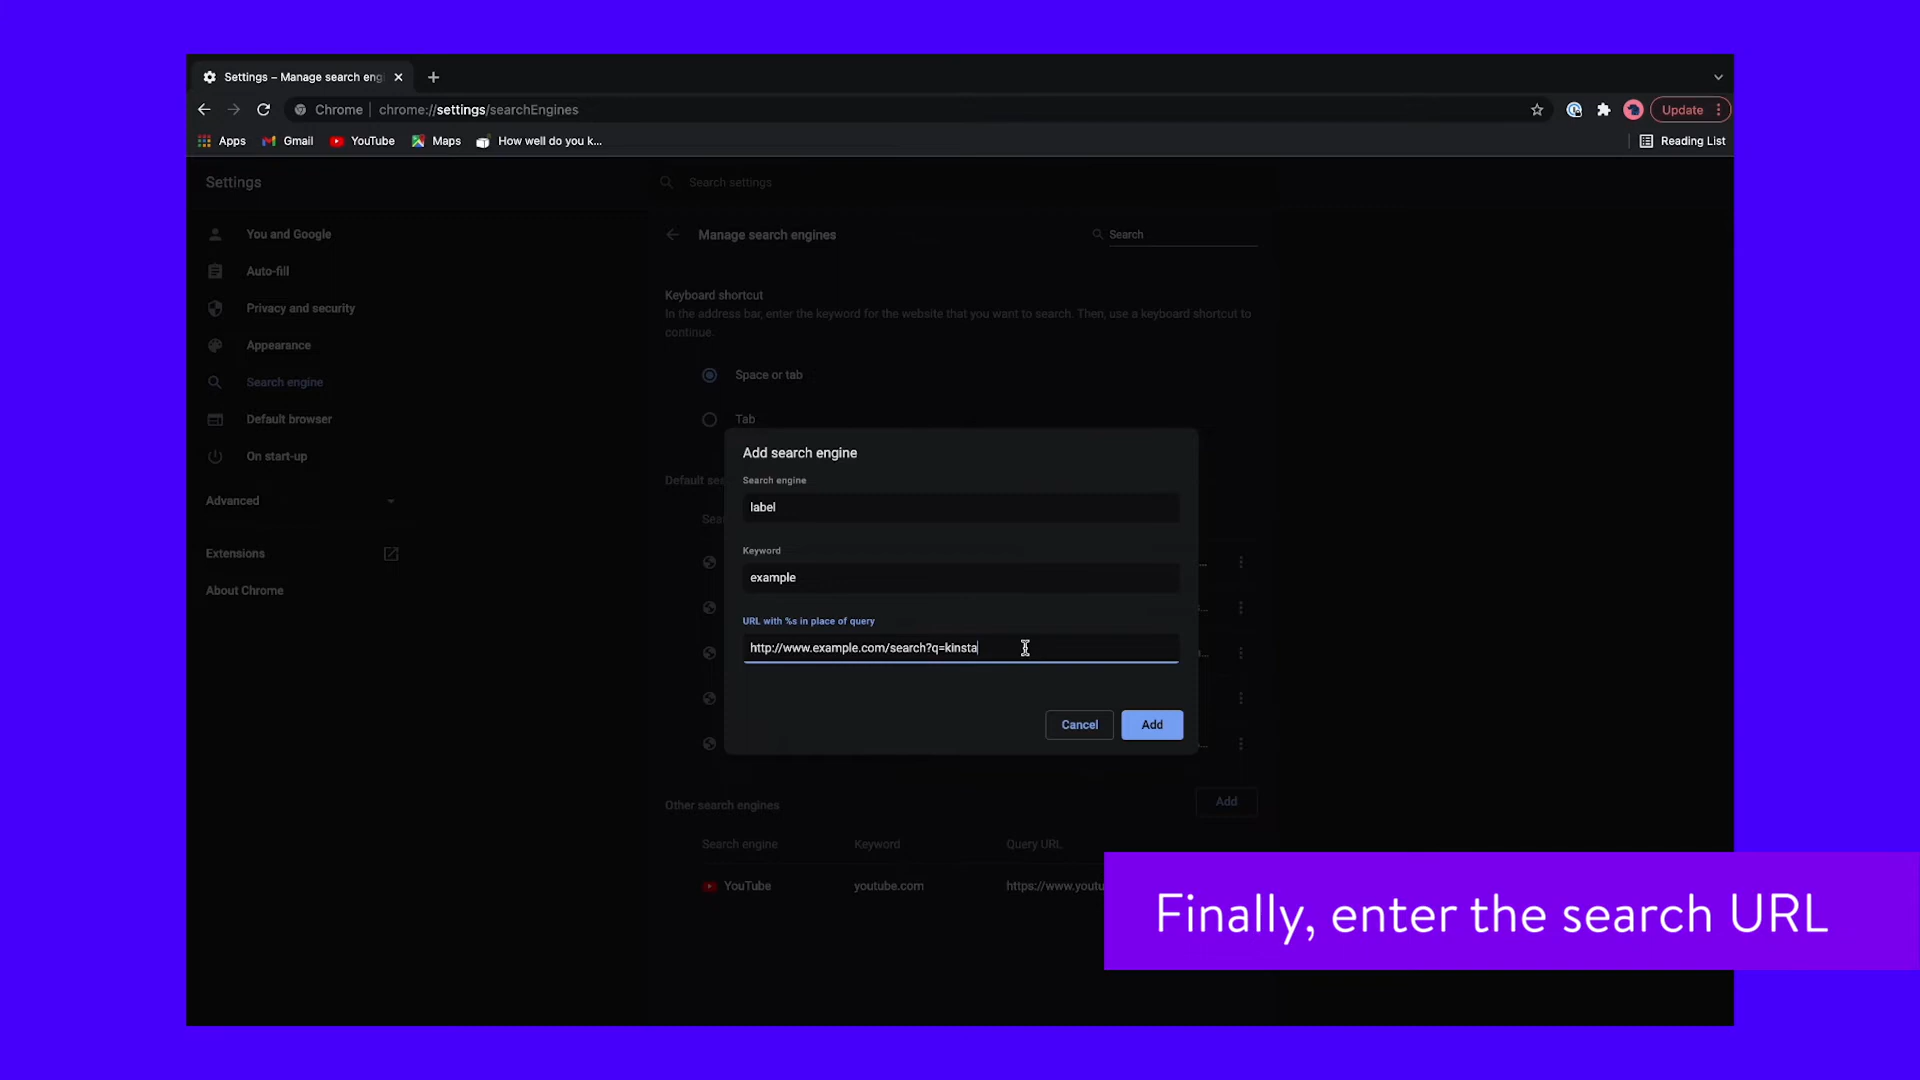 Settings – Manage search eng
Chrome | chrome://settings/searchEngines
Update
Apps
Gmail
YouTube
Maps
How well do you k...
Reading List
Settings
Search settings
You and Google
Auto-fill
Privacy and security
Appearance
Search engine
Default browser
On start-up
Advanced
Extensions
About Chrome
Manage search engines
Search
Keyboard shortcut
In the address bar, enter the keyword for the website that you want to search. Then, use a keyboard shortcut to
continue.
Space or tab
Tab
Default sea
Sear
Add search engine
Search engine
label
Keyword
example
URL with %s in place of query
http://www.example.com/search?q=kinsta
Cancel
Add
Other search engines
Add
Search engine
Keyword
Query URL
YouTube
youtube.com
https://www.youtu
Finally, enter the search URL